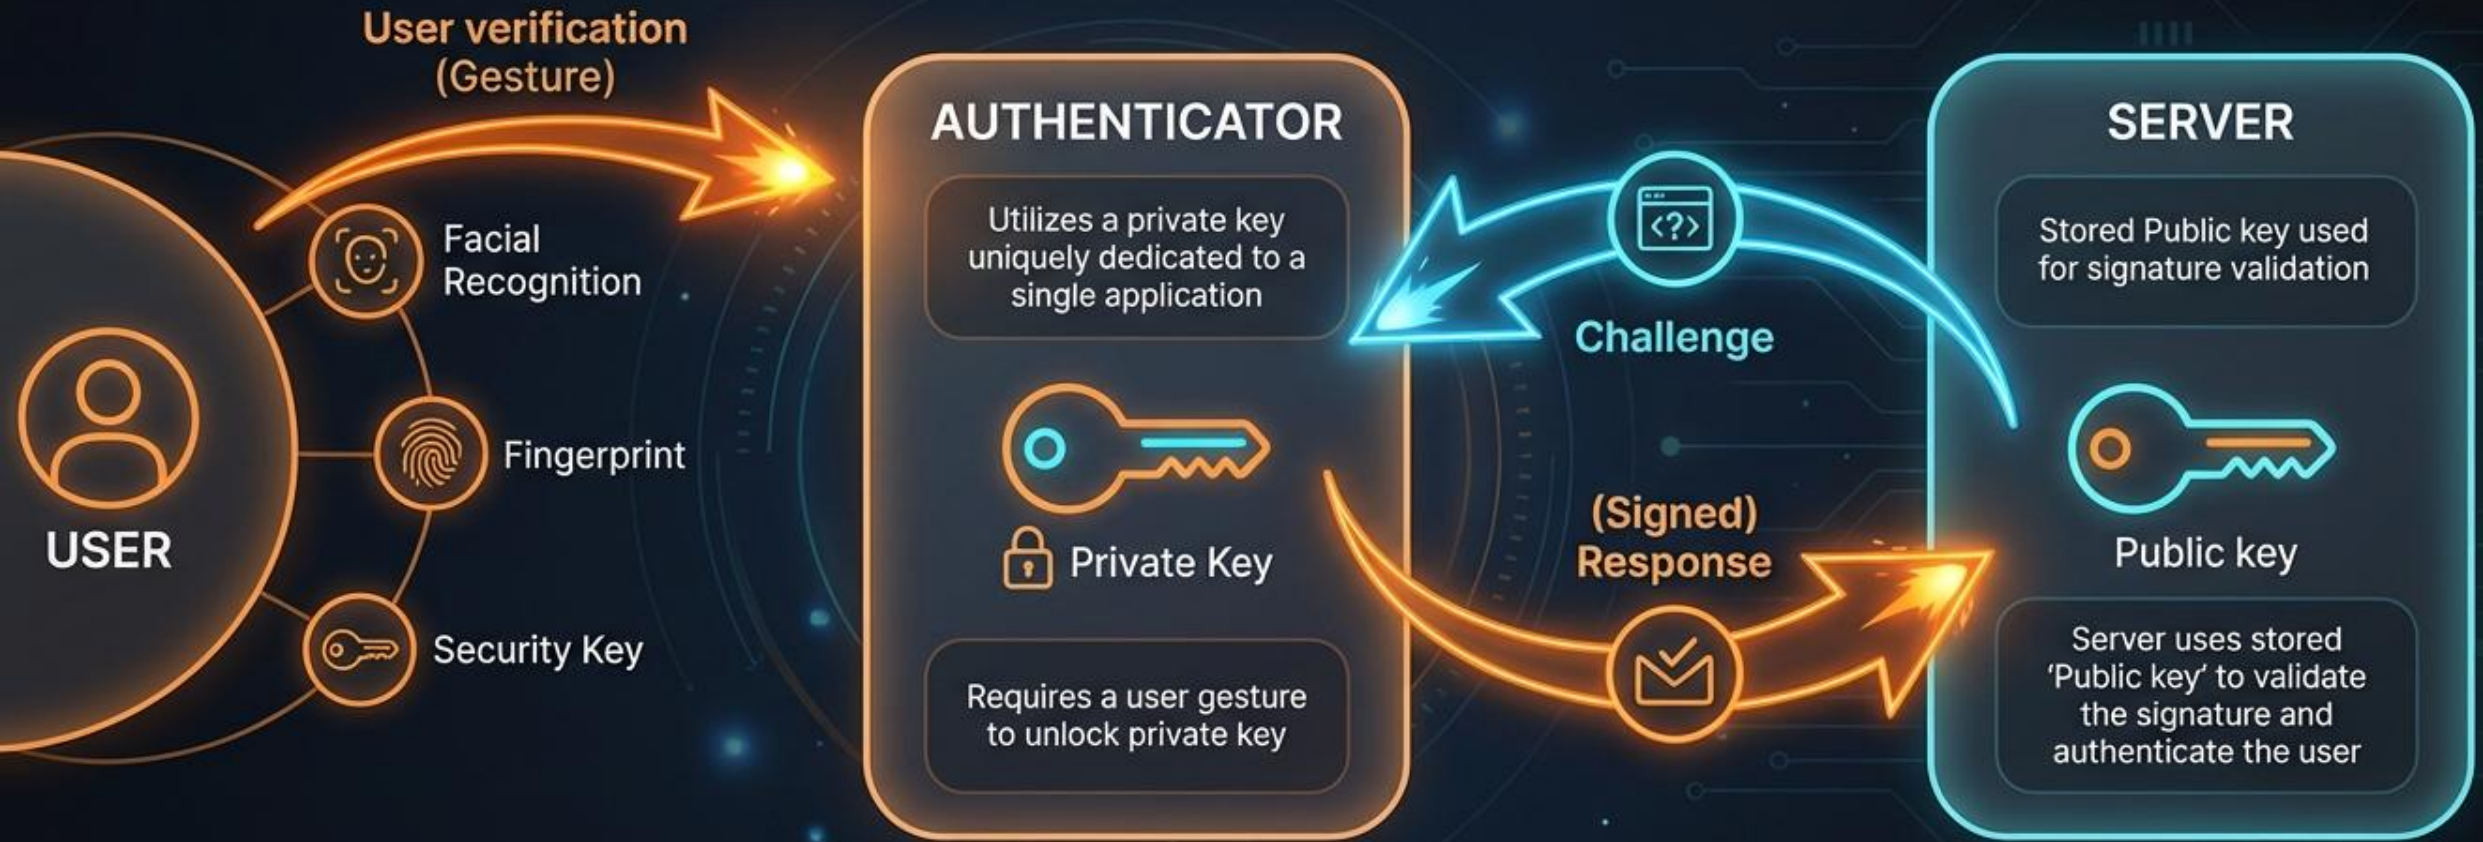 User verification
(Gesture)
Facial
Recognition
Fingerprint
Security Key
USER
AUTHENTICATOR
Utilizes a private key
uniquely dedicated to a
single application
Private Key
Requires a user gesture
to unlock private key
<?>
Challenge
(Signed)
Response
SERVER
Stored Public key used
for signature validation
Public key
Server uses stored
‘Public key’ to validate
the signature and
authenticate the user